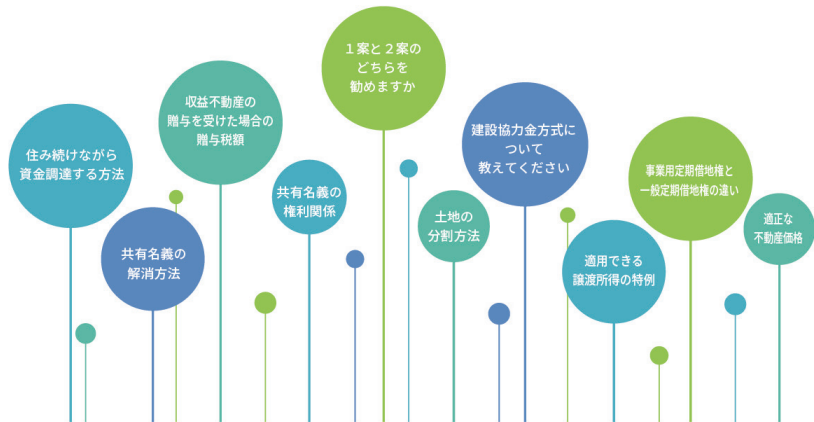 住み続けながら
資金調達する方法
共有名義の
解消方法
収益不動産の
贈与を受けた場合の
贈与税額
共有名義の
権利関係
１案と２案の
どちらを
勧めますか
土地の
分割方法
建設協力金方式に
ついて
教えてください
適用できる
譲渡所得の特例
事業用定期借地権と
一般定期借地権の違い
適正な
不動産価格